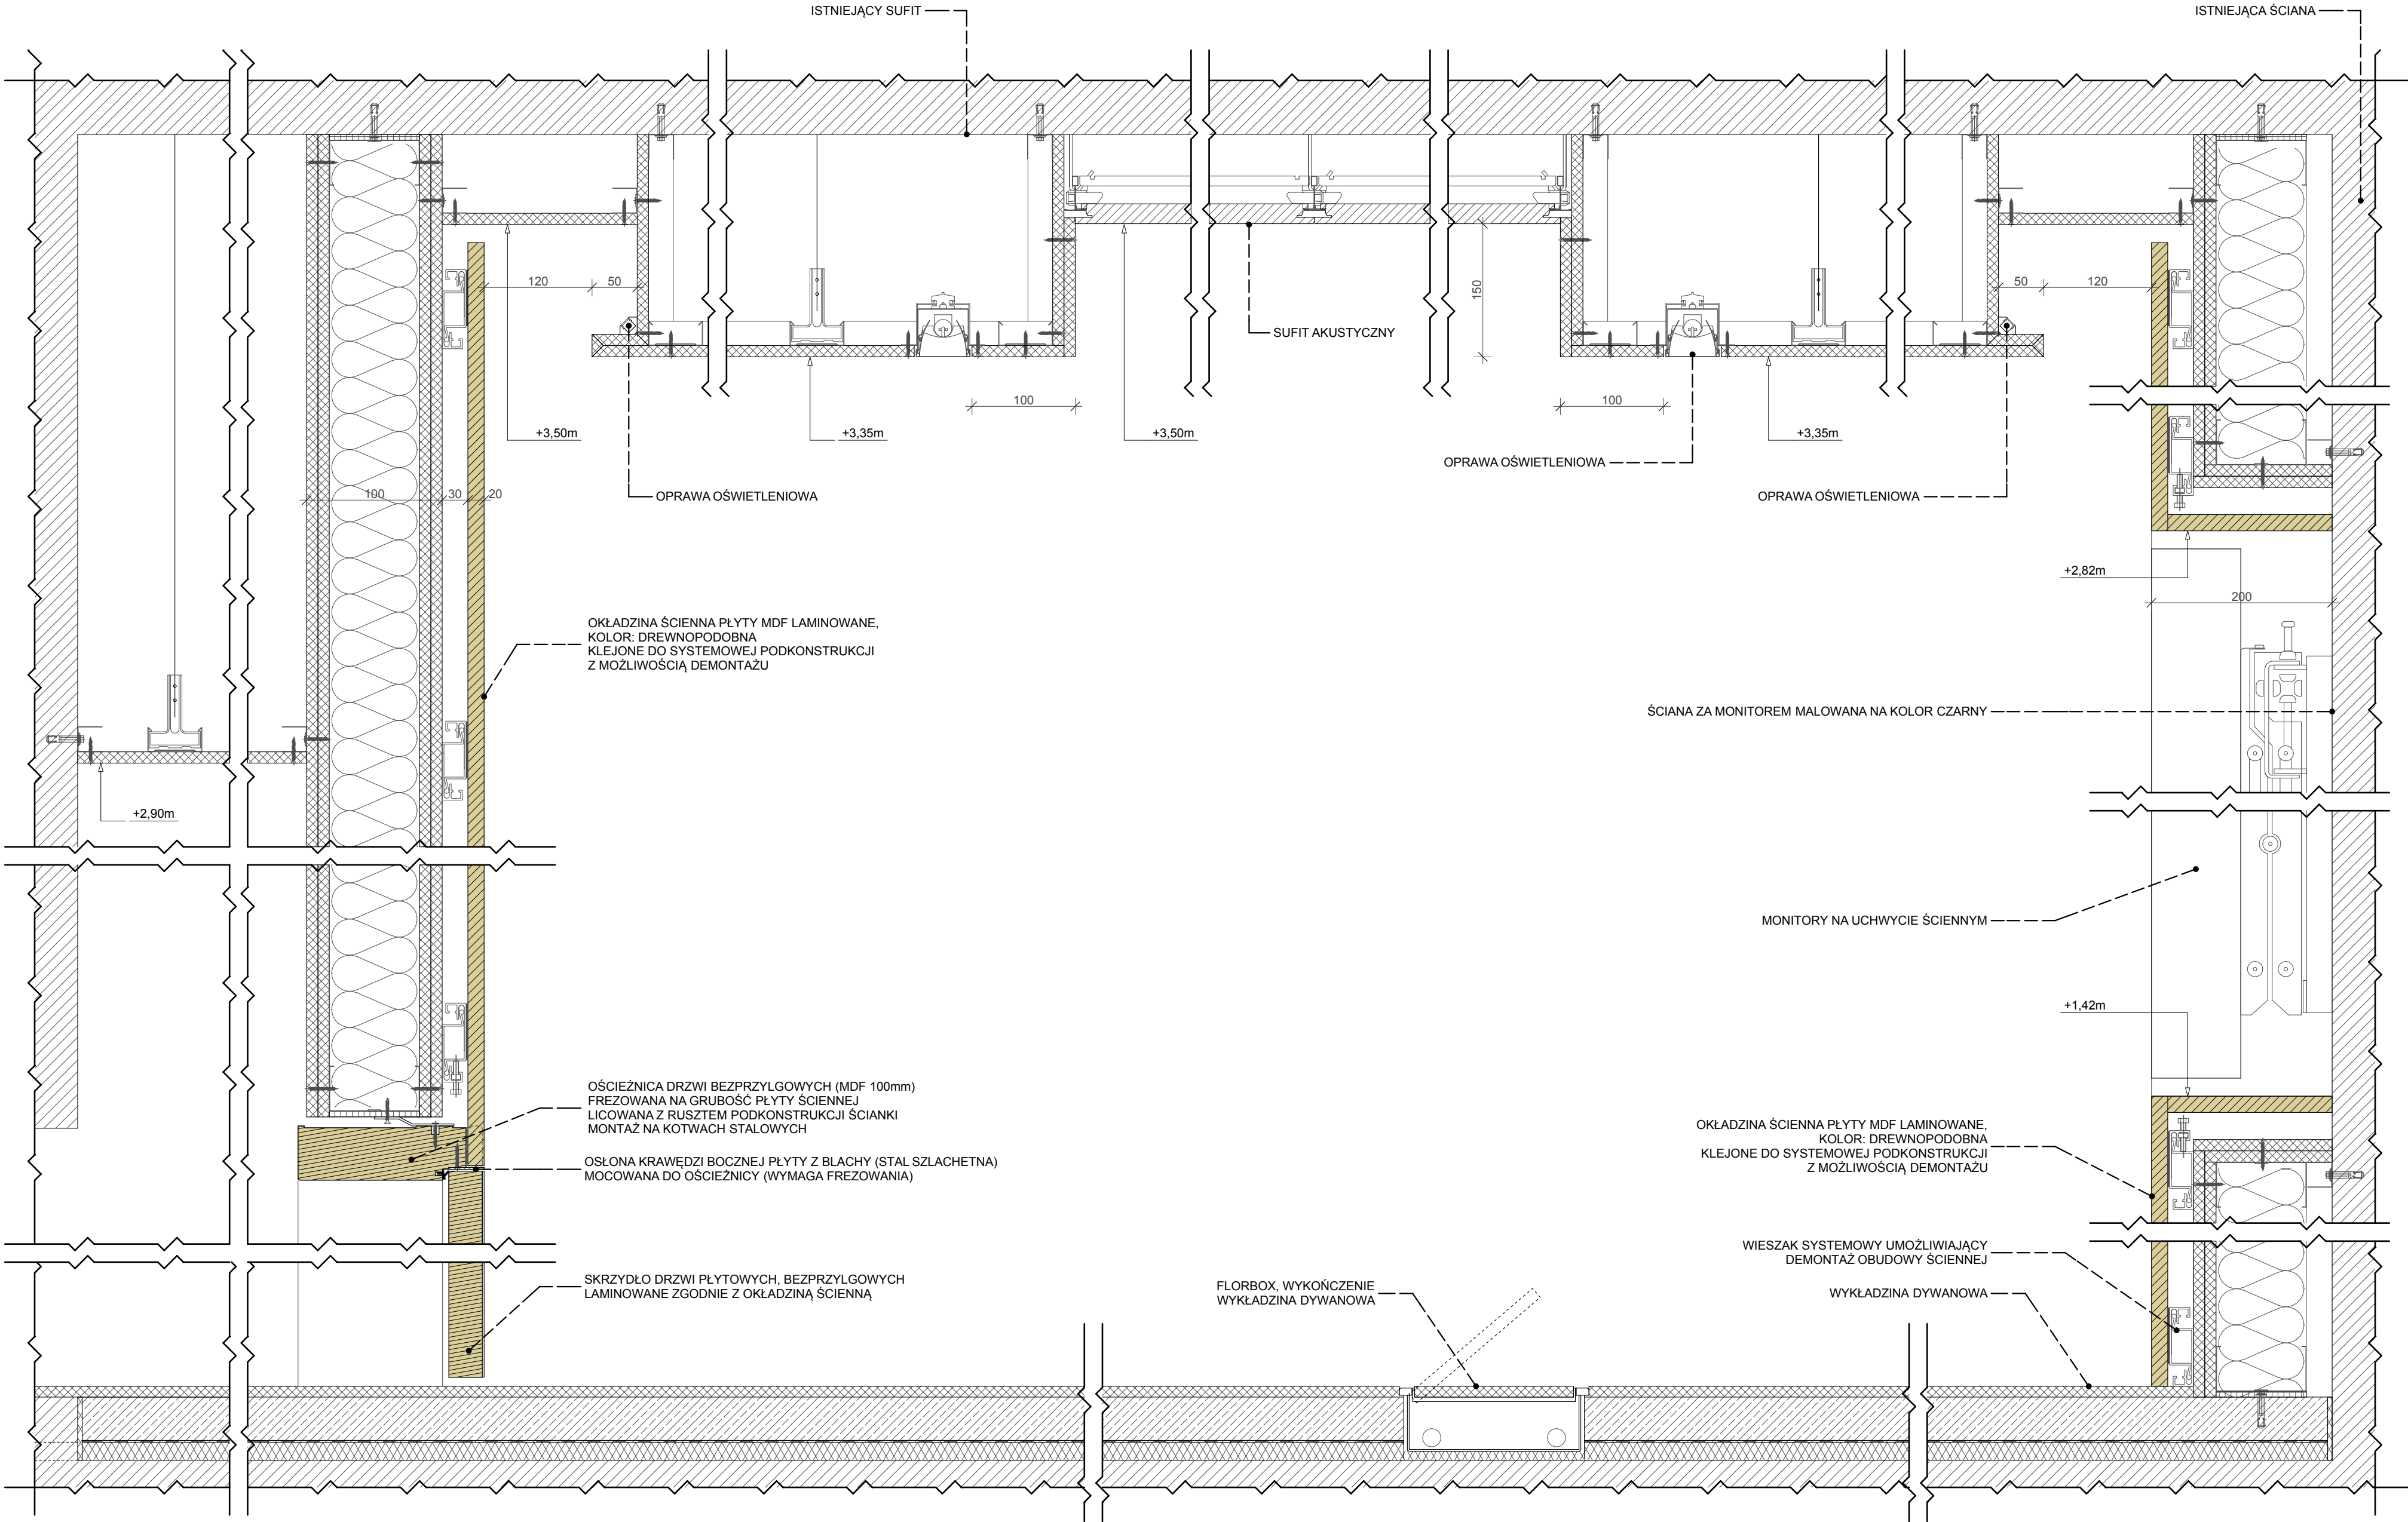 ISTNIEJĄCY SUFIT
ISTNIEJĄCA ŚCIANA
120
50
50
120
150
SUFIT AKUSTYCZNY
100
100
+3,50m
+3,35m
+3,50m
+3,35m
OPRAWA OŚWIETLENIOWA
100
30
20
OPRAWA OŚWIETLENIOWA
OPRAWA OŚWIETLENIOWA
+2,82m
200
OKŁADZINA ŚCIENNA PŁYTY MDF LAMINOWANE,
KOLOR: DREWNOPODOBNA
KLEJONE DO SYSTEMOWEJ PODKONSTRUKCJI
Z MOŻLIWOŚCIĄ DEMONTAŻU
ŚCIANA ZA MONITOREM MALOWANA NA KOLOR CZARNY
+2,90m
MONITORY NA UCHWYCIE ŚCIENNYM
+1,42m
OŚCIEŻNICA DRZWI BEZPRZYLGOWYCH (MDF 100mm)
FREZOWANA NA GRUBOŚĆ PŁYTY ŚCIENNEJ
LICOWANA Z RUSZTEM PODKONSTRUKCJI ŚCIANKI
MONTAŻ NA KOTWACH STALOWYCH
OKŁADZINA ŚCIENNA PŁYTY MDF LAMINOWANE,
KOLOR: DREWNOPODOBNA
KLEJONE DO SYSTEMOWEJ PODKONSTRUKCJI
Z MOŻLIWOŚCIĄ DEMONTAŻU
OSŁONA KRAWĘDZI BOCZNEJ PŁYTY Z BLACHY (STAL SZLACHETNA)
MOCOWANA DO OŚCIEŻNICY (WYMAGA FREZOWANIA)
WIESZAK SYSTEMOWY UMOŻLIWIAJĄCY
DEMONTAŻ OBUDOWY ŚCIENNEJ
SKRZYDŁO DRZWI PŁYTOWYCH, BEZPRZYLGOWYCH
LAMINOWANE ZGODNIE Z OKŁADZINĄ ŚCIENNĄ
FLORBOX, WYKOŃCZENIE
WYKŁADZINA DYWANOWA
WYKŁADZINA DYWANOWA